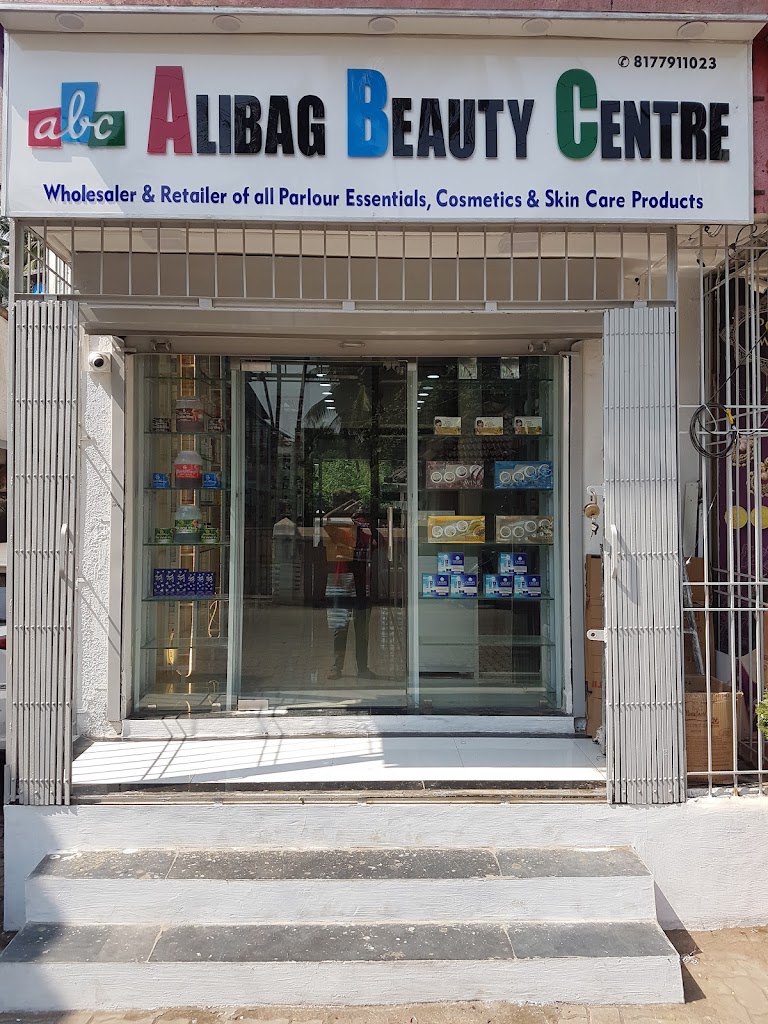 ✆ 8177911023
abc ALIBAG BEAUTY CENTRE
Wholesaler & Retailer of all Parlour Essentials, Cosmetics & Skin Care Products